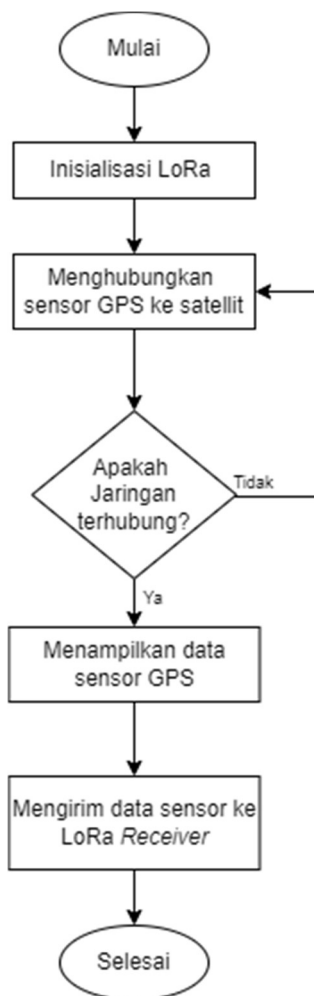 Mulai
Inisialisasi LoRa
Menghubungkan
sensor GPS ke satellit
Apakah
Jaringan
terhubung?
Tidak
Ya
Menampilkan data
sensor GPS
Mengirim data sensor ke
LoRa Receiver
Selesai